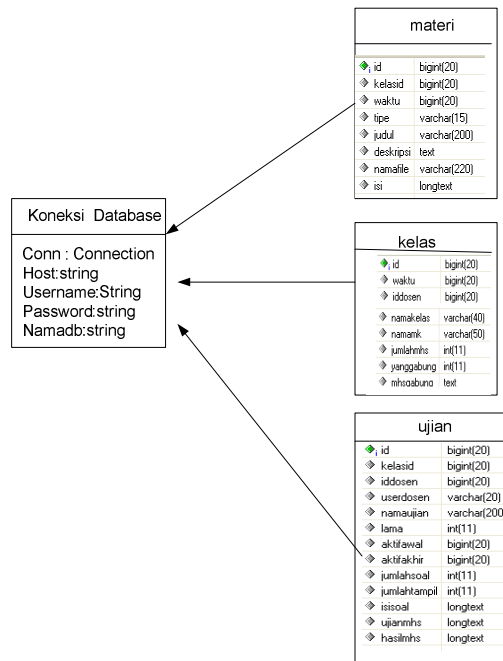 materi
id bigint(20)
kelasid bigint(20)
waktu bigint(20)
tipe varchar(15)
judul varchar(200)
deskripsi text
namafile varchar(220)
isi longtext
Koneksi Database
Conn : Connection
Host:string
Username:String
Password:string
Namadb:string
kelas
id bigint(20)
waktu bigint(20)
iddosen bigint(20)
namakelas varchar(40)
namamk varchar(50)
jumlahmhs int(11)
yanggabung int(11)
mhsgabung text
ujian
id bigint(20)
kelasid bigint(20)
iddosen bigint(20)
userdosen varchar(20)
namaujian varchar(200
lama int(11)
aktifawal bigint(20)
aktifakhir bigint(20)
jumlahsoal int(11)
jumlahtampil int(11)
isisoal longtext
ujianmhs longtext
hasilmhs longtext